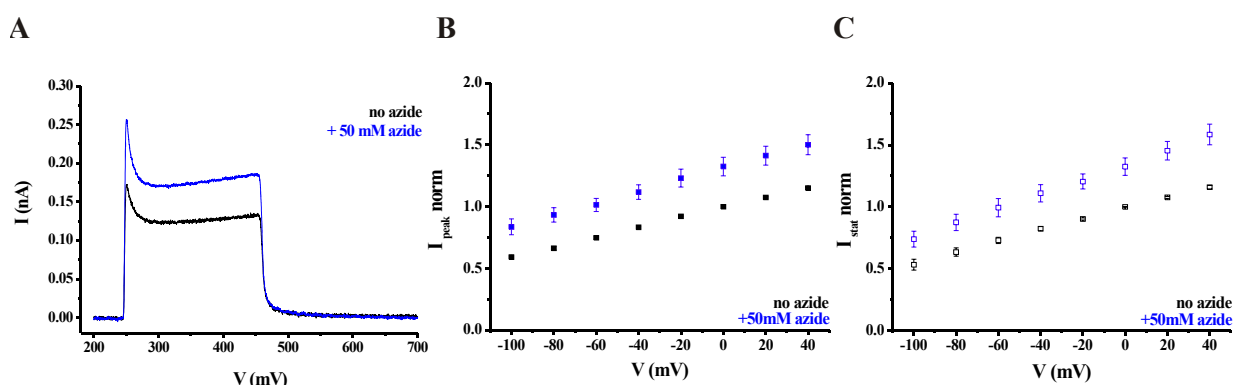 A
I (nA)
0.30
0.25
0.20
0.15
0.10
0.05
0.00
200 300 400 500 600 700
V (mV)
no azide
+ 50 mM azide
B
I peak norm
2.0
1.5
1.0
0.5
0.0
-100 -80 -60 -40 -20 0 20 40
V (mV)
no azide
+50mM azide
C
I stat norm
2.0
1.5
1.0
0.5
0.0
-100 -80 -60 -40 -20 0 20 40
V (mV)
no azide
+50mM azide